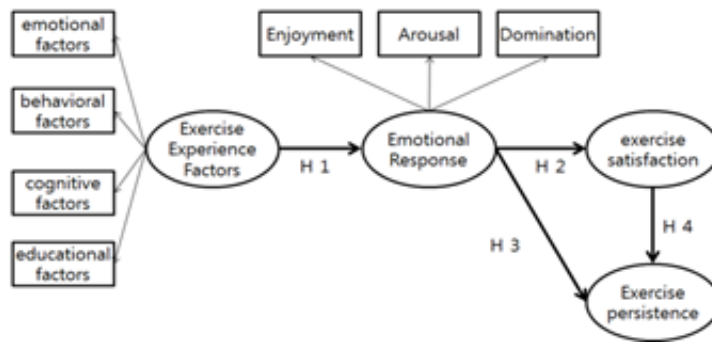 emotional
factors
behavioral
factors
cognitive
factors
educational
factors
Exercise
Experience
Factors
H 1
Enjoyment
Arousal
Domination
Emotional
Response
H 2
H 3
exercise
satisfaction
H 4
Exercise
persistence